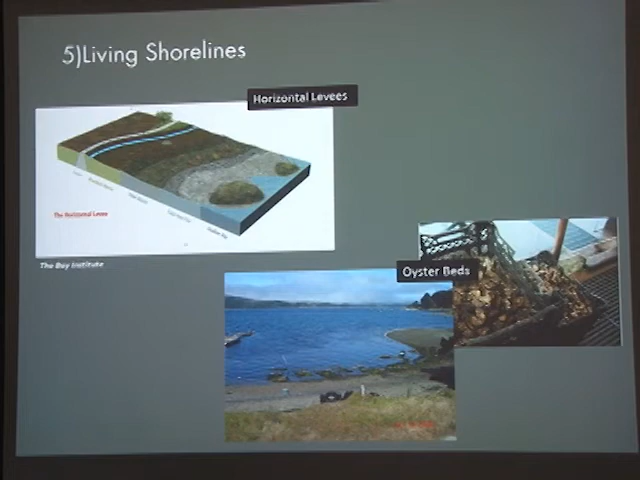 5)Living Shorelines
Horizontal Levees
The Horizontal Levee
The Bay Institute
Oyster Beds